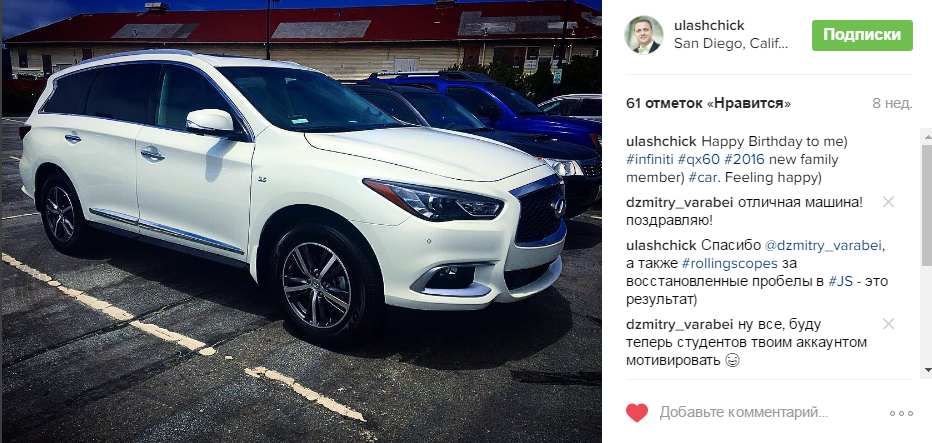 ulashchick
San Diego, Calif...
Подписки
61 отметок «Нравится»
8 нед.
ulashchick Happy Birthday to me)
#infiniti #qx60 #2016 new family
member) #car. Feeling happy)
dzmitry_varabei отличная машина!
поздравляю!
ulashchick Спасибо @dzmitry_varabei,
а также #rollingscopes за
восстановленные пробелы в #JS - это
результат)
dzmitry_varabei ну все, буду
теперь студентов твоим аккаунтом
мотивировать 😄
Добавьте комментарий...